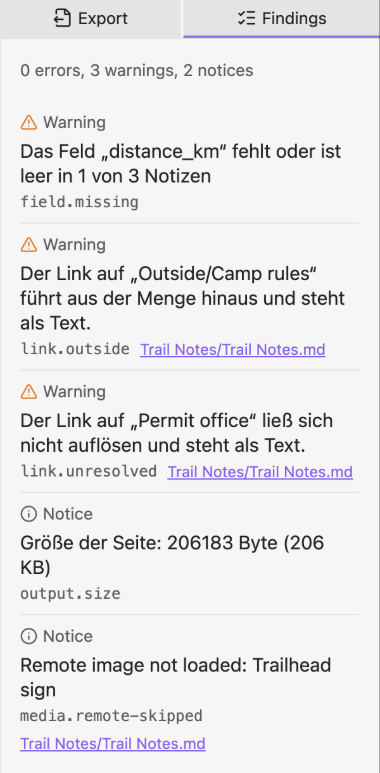 Export
Findings
0 errors, 3 warnings, 2 notices
Warning
Das Feld „distance_km“ fehlt oder ist
leer in 1 von 3 Notizen
field.missing
Warning
Der Link auf „Outside/Camp rules“
führt aus der Menge hinaus und steht
als Text.
link.outside Trail Notes/Trail Notes.md
Warning
Der Link auf „Permit office“ ließ sich
nicht auflösen und steht als Text.
link.unresolved Trail Notes/Trail Notes.md
Notice
Größe der Seite: 206183 Byte (206
KB)
output.size
Notice
Remote image not loaded: Trailhead
sign
media.remote-skipped
Trail Notes/Trail Notes.md